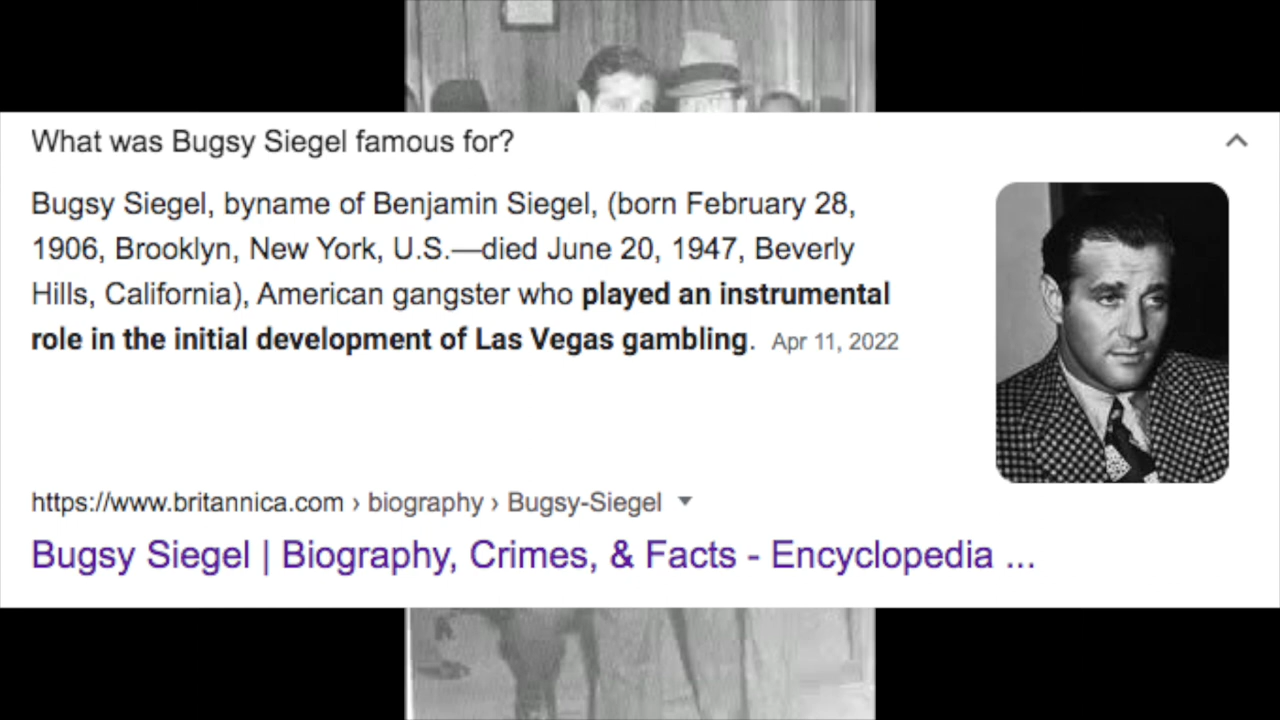 What was Bugsy Siegel famous for?
Bugsy Siegel, byname of Benjamin Siegel, (born February 28,
1906, Brooklyn, New York, U.S.—died June 20, 1947, Beverly
Hills, California), American gangster who played an instrumental
role in the initial development of Las Vegas gambling. Apr 11, 2022
https://www.britannica.com › biography › Bugsy-Siegel
Bugsy Siegel | Biography, Crimes, & Facts - Encyclopedia ...